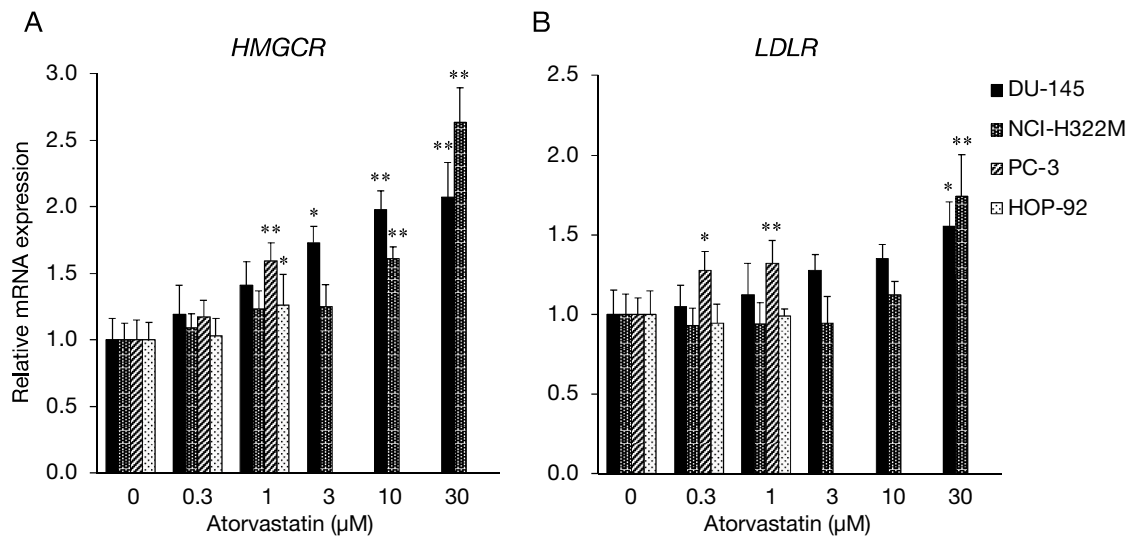 A
HMGCR
3.0
2.5
2.0
1.5
1.0
0.5
0.0
Relative mRNA expression
** *
*
**
**
**
**
0 0.3 1 3 10 30
Atorvastatin (µM)
B
LDLR
2.5
2.0
1.5
1.0
0.5
0.0
*
**
*
**
0 0.3 1 3 10 30
Atorvastatin (µM)
DU-145
NCI-H322M
PC-3
HOP-92